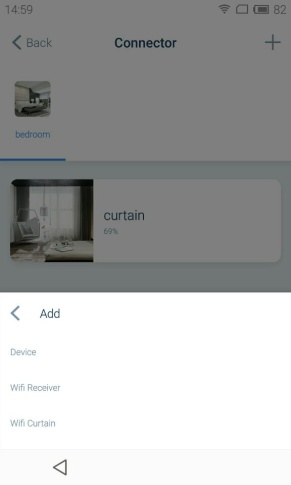 14:59 82
Back Connector
bedroom
curtain
69%
Add
Device
Wifi Receiver
Wifi Curtain